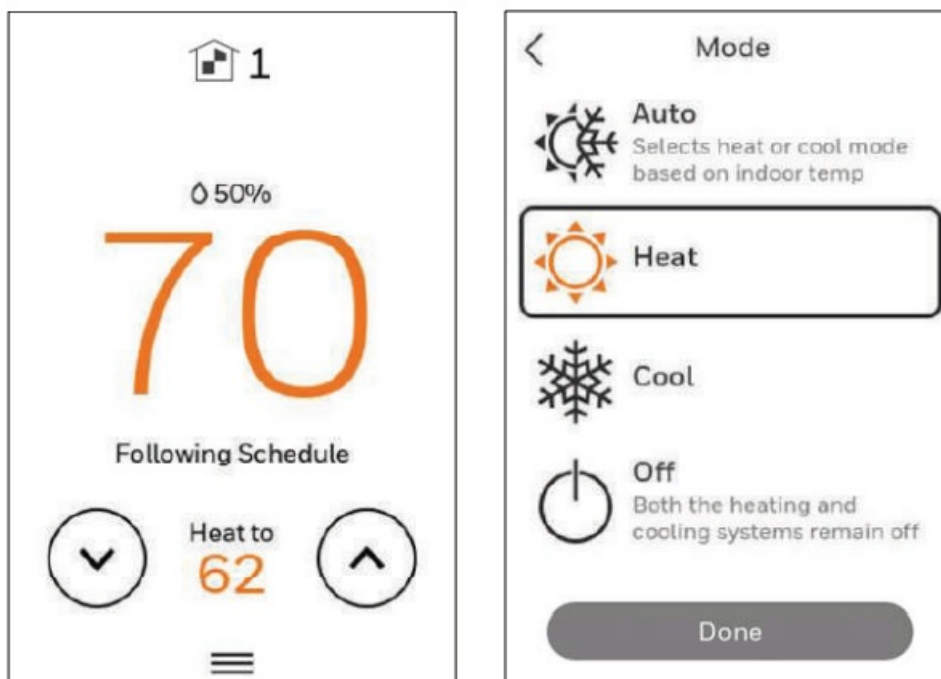 1
50%
70
Following Schedule
Heat to
62
Mode
Auto
Selects heat or cool mode
based on indoor temp
Heat
Cool
Off
Both the heating and
cooling systems remain off
Done